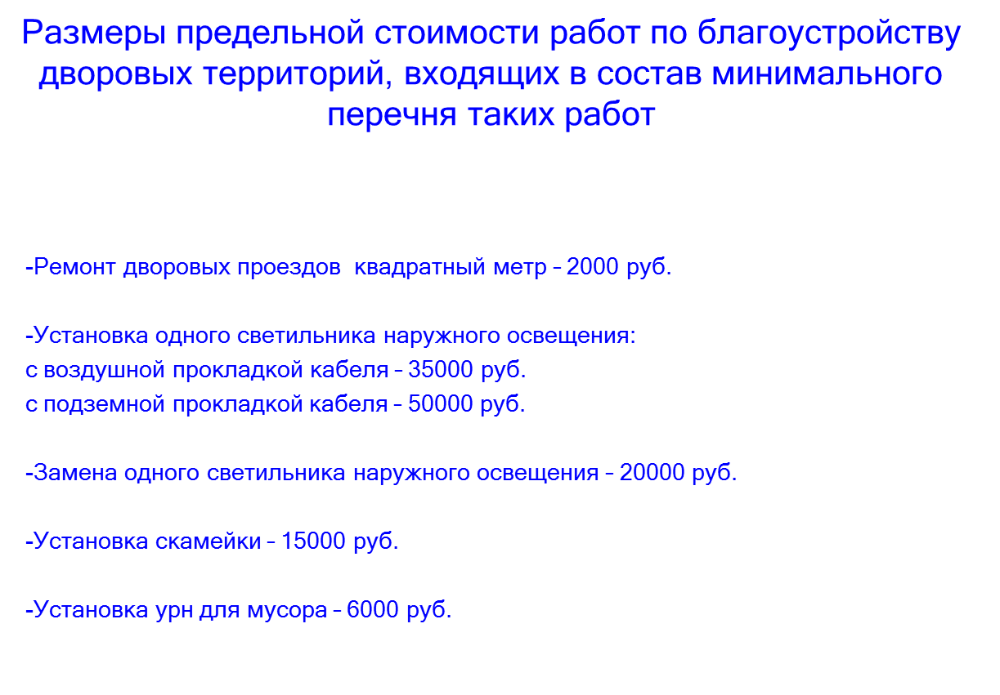 Размеры предельной стоимости работ по благоустройству
дворовых территорий, входящих в состав минимального
перечня таких работ
-Ремонт дворовых проездов  квадратный метр – 2000 руб.
-Установка одного светильника наружного освещения:
с воздушной прокладкой кабеля – 35000 руб.
с подземной прокладкой кабеля – 50000 руб.
-Замена одного светильника наружного освещения – 20000 руб.
-Установка скамейки – 15000 руб.
-Установка урн для мусора – 6000 руб.